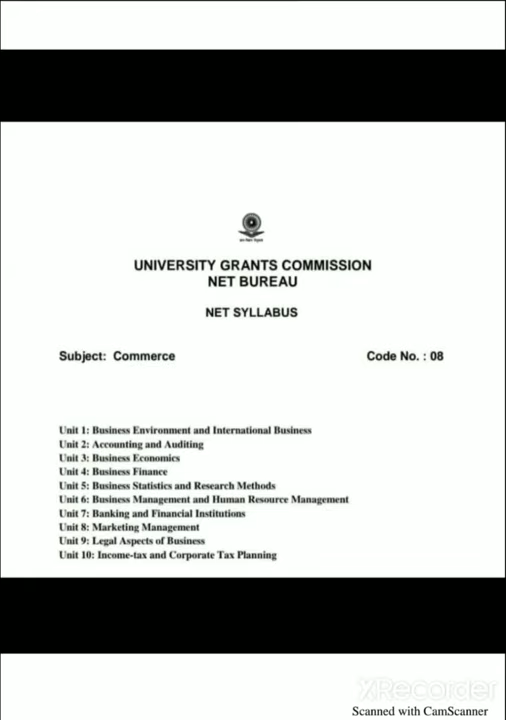 UNIVERSITY GRANTS COMMISSION
NET BUREAU
NET SYLLABUS
Subject: Commerce Code No. : 08
Unit 1: Business Environment and International Business
Unit 2: Accounting and Auditing
Unit 3: Business Economics
Unit 4: Business Finance
Unit 5: Business Statistics and Research Methods
Unit 6: Business Management and Human Resource Management
Unit 7: Banking and Financial Institutions
Unit 8: Marketing Management
Unit 9: Legal Aspects of Business
Unit 10: Income-tax and Corporate Tax Planning
XRecorder
Scanned with CamScanner